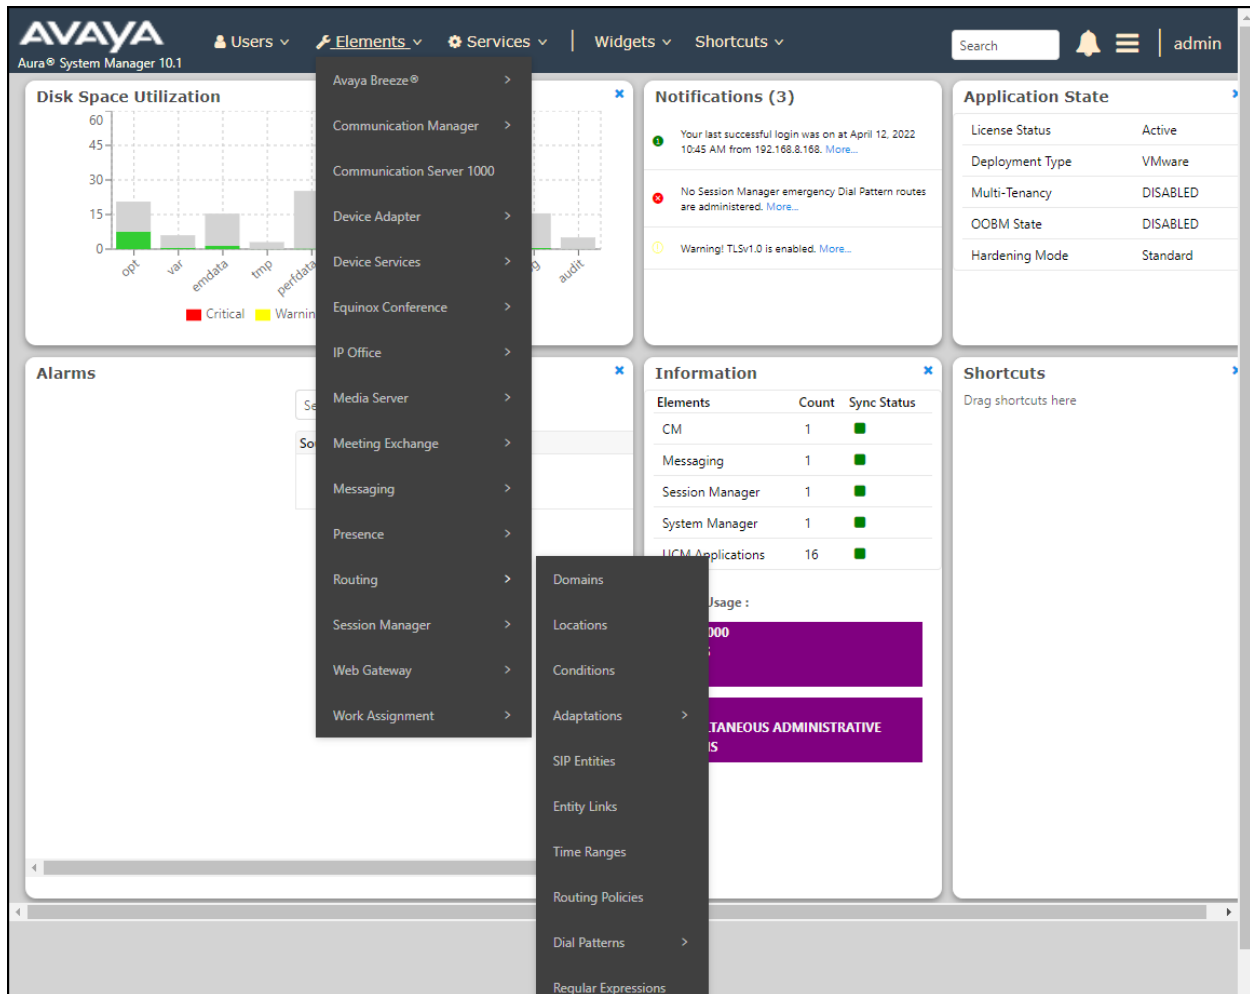 AVAYA
Aura® System Manager 10.1
Users
Elements
Services
Widgets
Shortcuts
Search
admin
Disk Space Utilization
60
45
30
15
0
opt
var
emdata
tmp
perfdata
audit
Critical
Avaya Breeze®
Communication Manager
Communication Server 1000
Device Adapter
Device Services
Equinox Conference
IP Office
Media Server
Meeting Exchange
Messaging
Presence
Routing
Session Manager
Web Gateway
Work Assignment
Domains
Locations
Conditions
Adaptations
SIP Entities
Entity Links
Time Ranges
Routing Policies
Dial Patterns
Regular Expressions
Notifications (3)
Your last successful login was on at April 12, 2022
10:45 AM from 192.168.8.168. More...
No Session Manager emergency Dial Pattern routes
are administered. More...
Warning! TLSv1.0 is enabled. More...
Application State
License Status Active
Deployment Type VMware
Multi-Tenancy DISABLED
OOBM State DISABLED
Hardening Mode Standard
Alarms
Information
Elements Count Sync Status
CM 1
Messaging 1
Session Manager 1
System Manager 1
UCM Applications 16
Usage :
ADMINISTRATIVE
Shortcuts
Drag shortcuts here